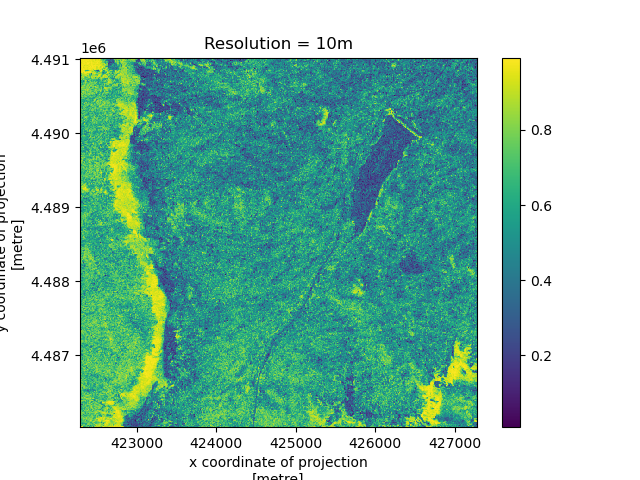 Resolution = 10m
1e6
4.491
4.490
4.489
4.488
4.487
y coordinate of projection
[metre]
423000 424000 425000 426000 427000
x coordinate of projection
[metre]
0.8
0.6
0.4
0.2